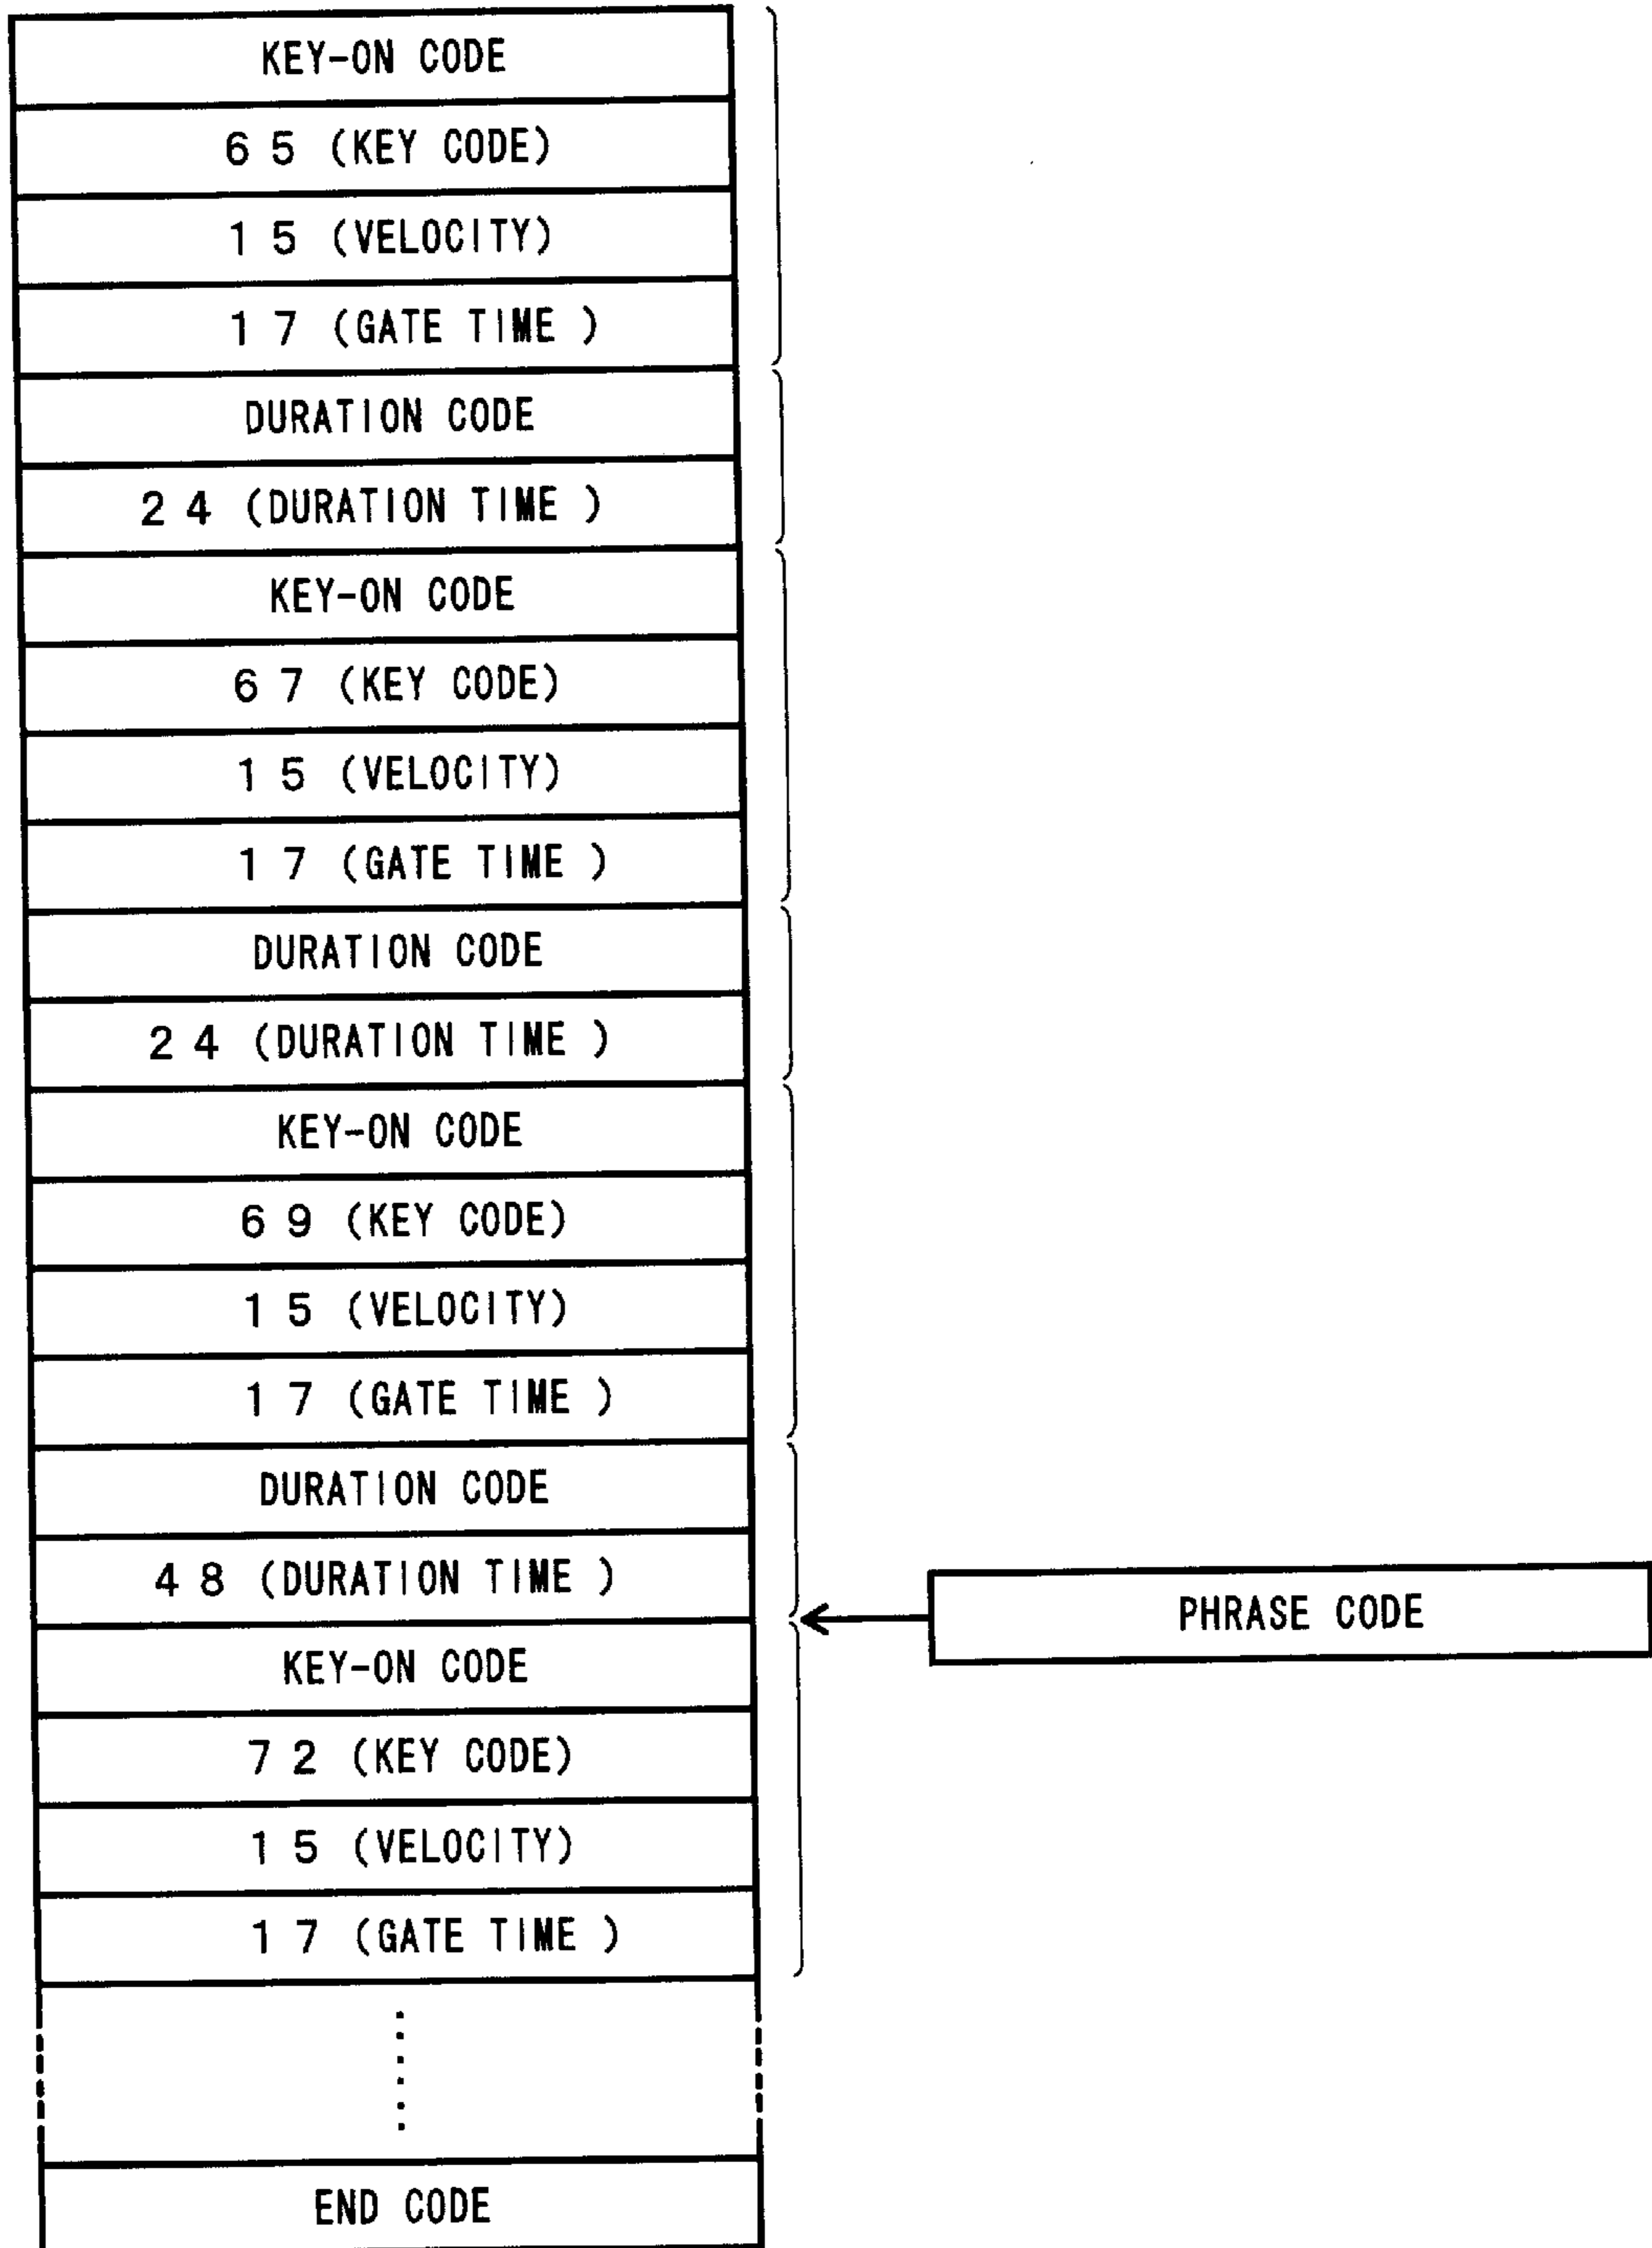 KEY-ON CODE
65 (KEY CODE)
15 (VELOCITY)
17 (GATE TIME )
DURATION CODE
24 (DURATION TIME )
KEY-ON CODE
67 (KEY CODE)
15 (VELOCITY)
17 (GATE TIME )
DURATION CODE
24 (DURATION TIME )
KEY-ON CODE
69 (KEY CODE)
15 (VELOCITY)
17 (GATE TIME )
DURATION CODE
48 (DURATION TIME )
PHRASE CODE
KEY-ON CODE
72 (KEY CODE)
15 (VELOCITY)
17 (GATE TIME )
END CODE